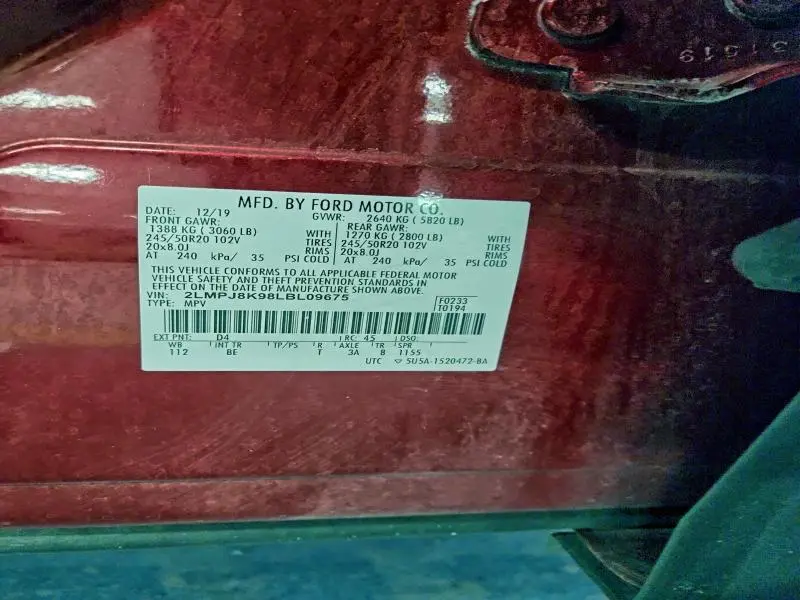 31519
MFD. BY FORD MOTOR CO.
DATE: 12/19 GVWR: 2640 KG ( 5820 LB)
FRONT GAWR: REAR GAWR:
1388 KG ( 3060 LB) WITH 1270 KG ( 2800 LB) WITH
245/50R20 102V TIRES 245/50R20 102V TIRES
20x8.0J RIMS 20x8.0J RIMS
AT 240 kPa/ 35 PSI COLD AT 240 kPa/ 35 PSI COLD
THIS VEHICLE CONFORMS TO ALL APPLICABLE FEDERAL MOTOR
VEHICLE SAFETY AND THEFT PREVENTION STANDARDS IN
EFFECT ON THE DATE OF MANUFACTURE SHOWN ABOVE.
VIN: 2LMPJ8K98LBL09675 F0233
TYPE: MPV T0194
EXT PNT: D4 RC: 45 DSO:
WB INT TR TP/PS R AXLE TR SPR
112 BE T 3A 8 1155
UTC 5U5A-1520472-BA